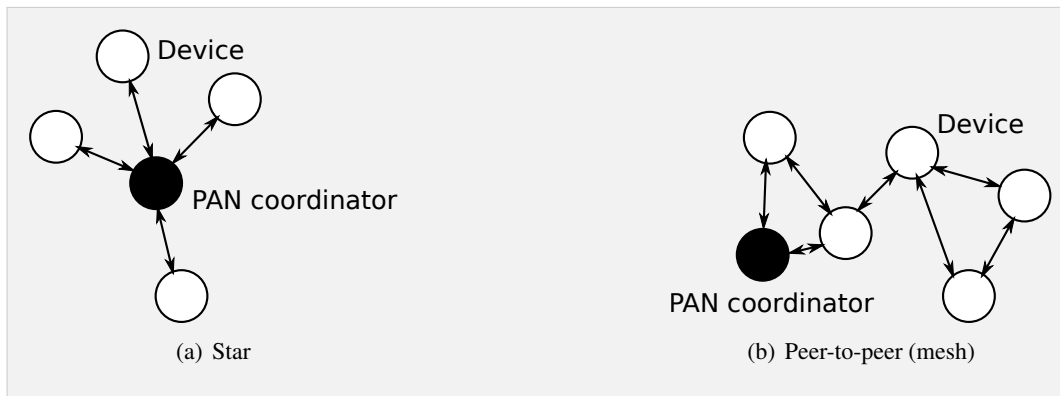 Device
PAN coordinator
(a) Star
Device
PAN coordinator
(b) Peer-to-peer (mesh)